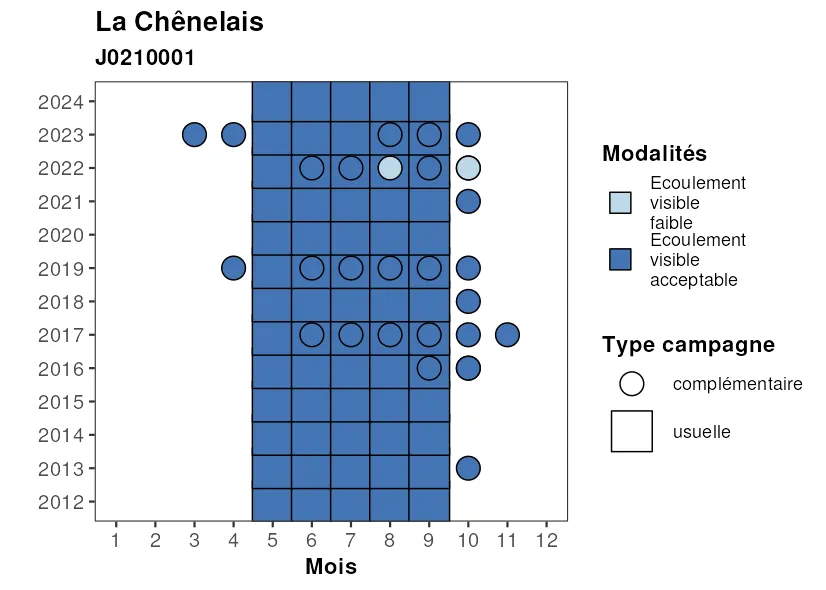 La Chênelais
J0210001
2024
2023
2022
2021
2020
2019
2018
2017
2016
2015
2014
2013
2012
1 2 3 4 5 6 7 8 9 10 11 12
Mois
Modalités
Ecoulement
visible
faible
Ecoulement
visible
acceptable
Type campagne
complémentaire
usuelle